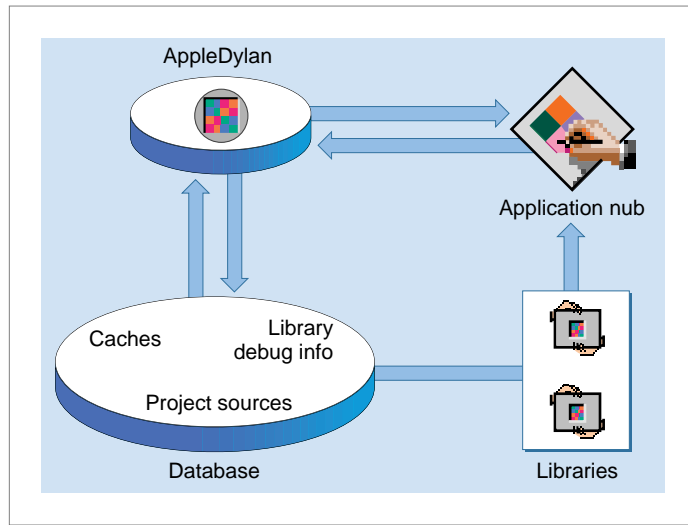 AppleDylan
Application nub
Caches
Library
debug info
Project sources
Database
Libraries